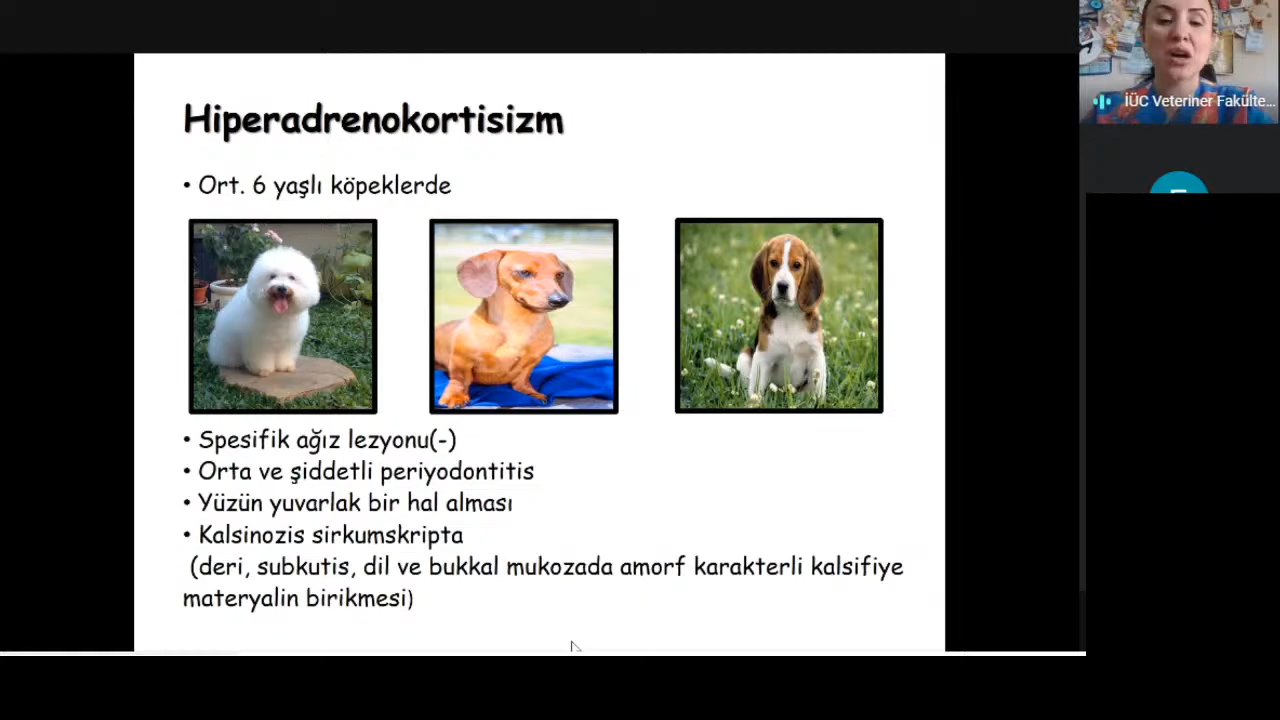 Hiperadrenokortisizm
• Ort. 6 yaşlı köpeklerde
• Spesifik ağız lezyonu(-)
• Orta ve şiddetli periyodontitis
• Yüzün yuvarlak bir hal alması
• Kalsinozis sirkumskripta
(deri, subkutis, dil ve bukkal mukozada amorf karakterli kalsifiye
materyalin birikmesi)
İÜC Veteriner Fakülte...